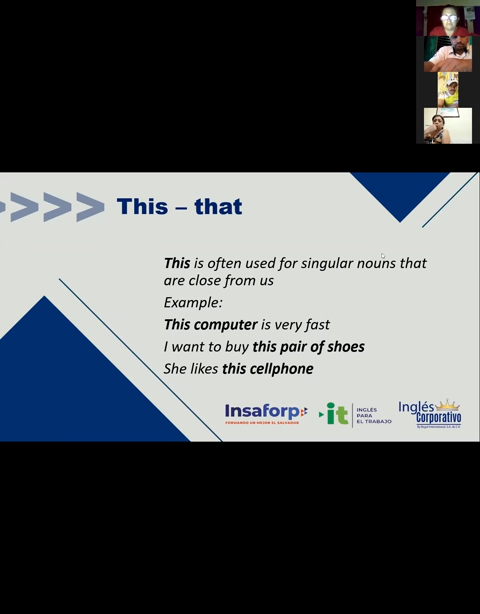 This – that
This is often used for singular nouns that
are close from us
Example:
This computer is very fast
I want to buy this pair of shoes
She likes this cellphone
Insaforp
FORMANDO UN MEJOR EL SALVADOR
it
INGLÉS
PARA
EL TRABAJO
Inglés
Corporativo